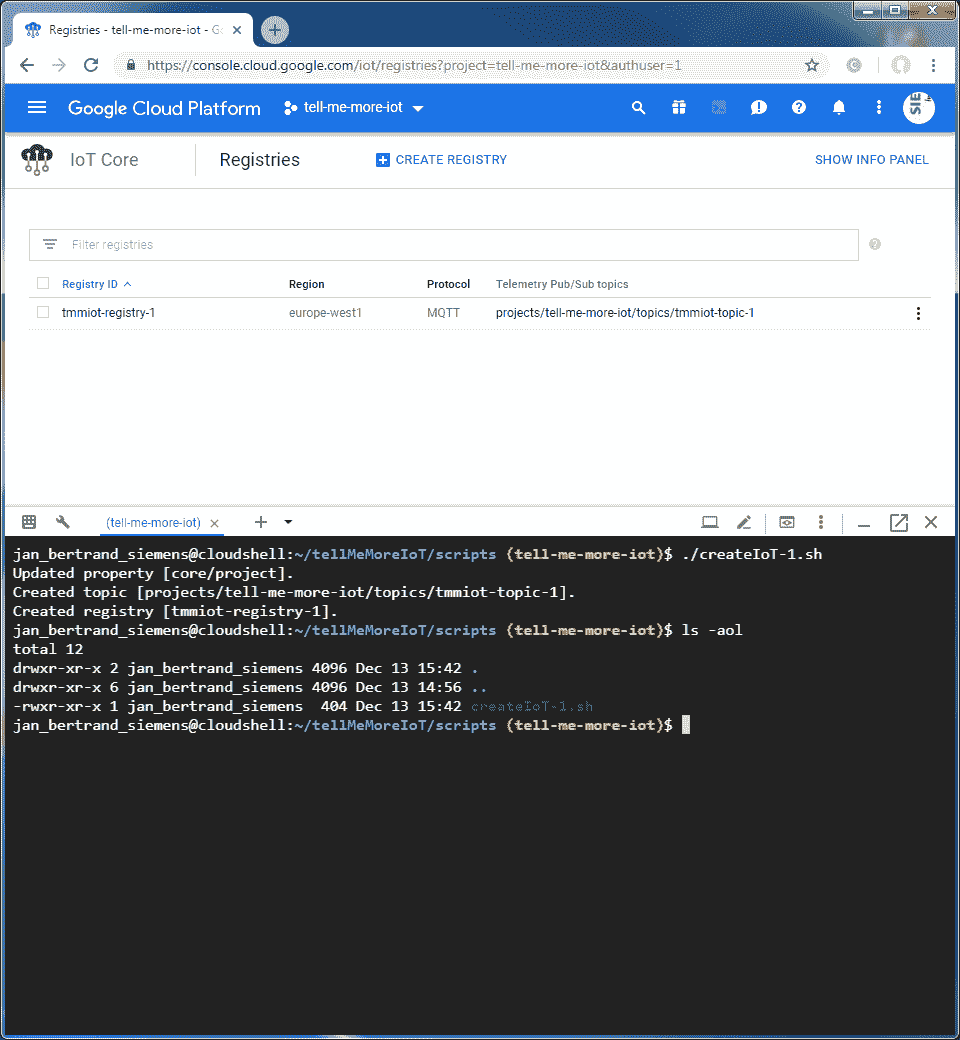 Registries - tell-me-more-iot - Go
https://console.cloud.google.com/iot/registries?project=tell-me-more-iot&authuser=1
Google Cloud Platform tell-me-more-iot SIE
IoT Core Registries CREATE REGISTRY SHOW INFO PANEL
Filter registries
Registry ID Region Protocol Telemetry Pub/Sub topics
tmmiot-registry-1 europe-west1 MQTT projects/tell-me-more-iot/topics/tmmiot-topic-1
(tell-me-more-iot)
jan_bertrand_siemens@cloudshell:~/tellMeMoreIoT/scripts (tell-me-more-iot)$ ./createIoT-1.sh
Updated property [core/project].
Created topic [projects/tell-me-more-iot/topics/tmmiot-topic-1].
Created registry [tmmiot-registry-1].
jan_bertrand_siemens@cloudshell:~/tellMeMoreIoT/scripts (tell-me-more-iot)$ ls -aol
total 12
drwxr-xr-x 2 jan_bertrand_siemens 4096 Dec 13 15:42 .
drwxr-xr-x 6 jan_bertrand_siemens 4096 Dec 13 14:56 ..
-rwxr-xr-x 1 jan_bertrand_siemens  404 Dec 13 15:42 createIoT-1.sh
jan_bertrand_siemens@cloudshell:~/tellMeMoreIoT/scripts (tell-me-more-iot)$